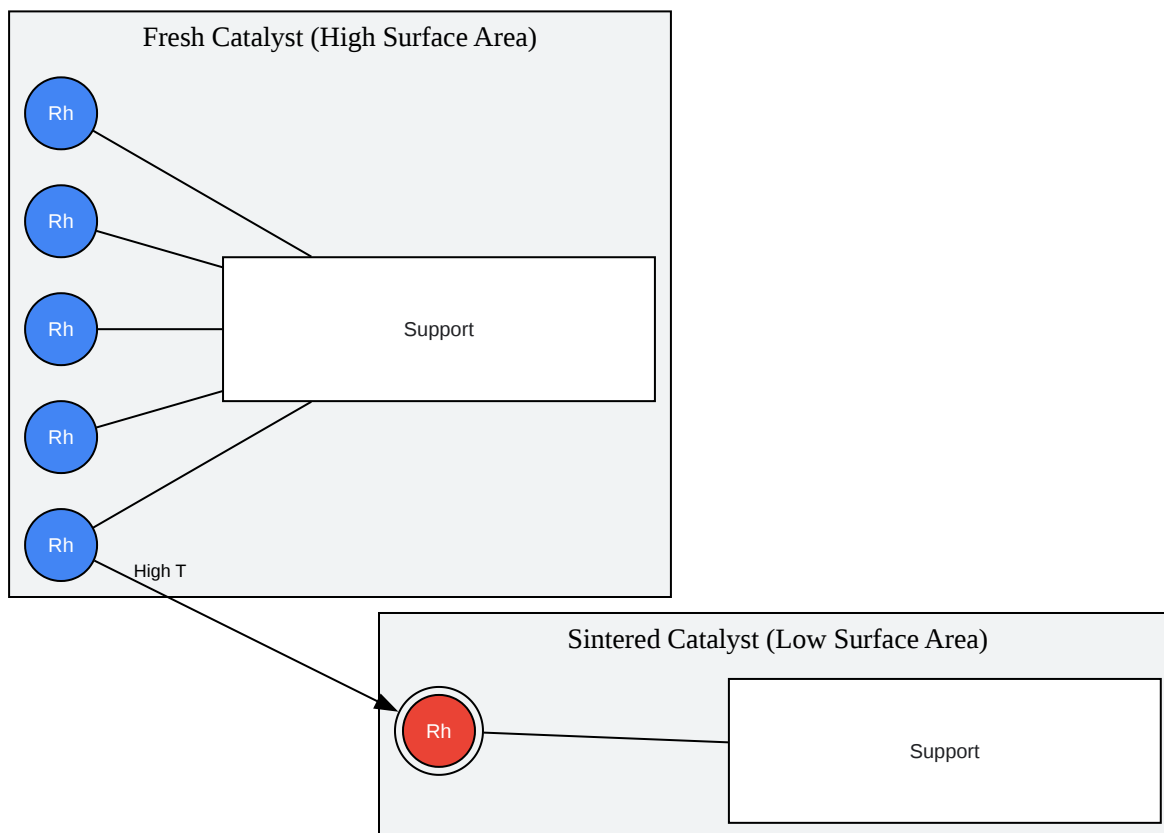 Fresh Catalyst (High Surface Area)
Rh
Rh
Rh
Support
Rh
Rh
High T
Sintered Catalyst (Low Surface Area)
Rh
Support